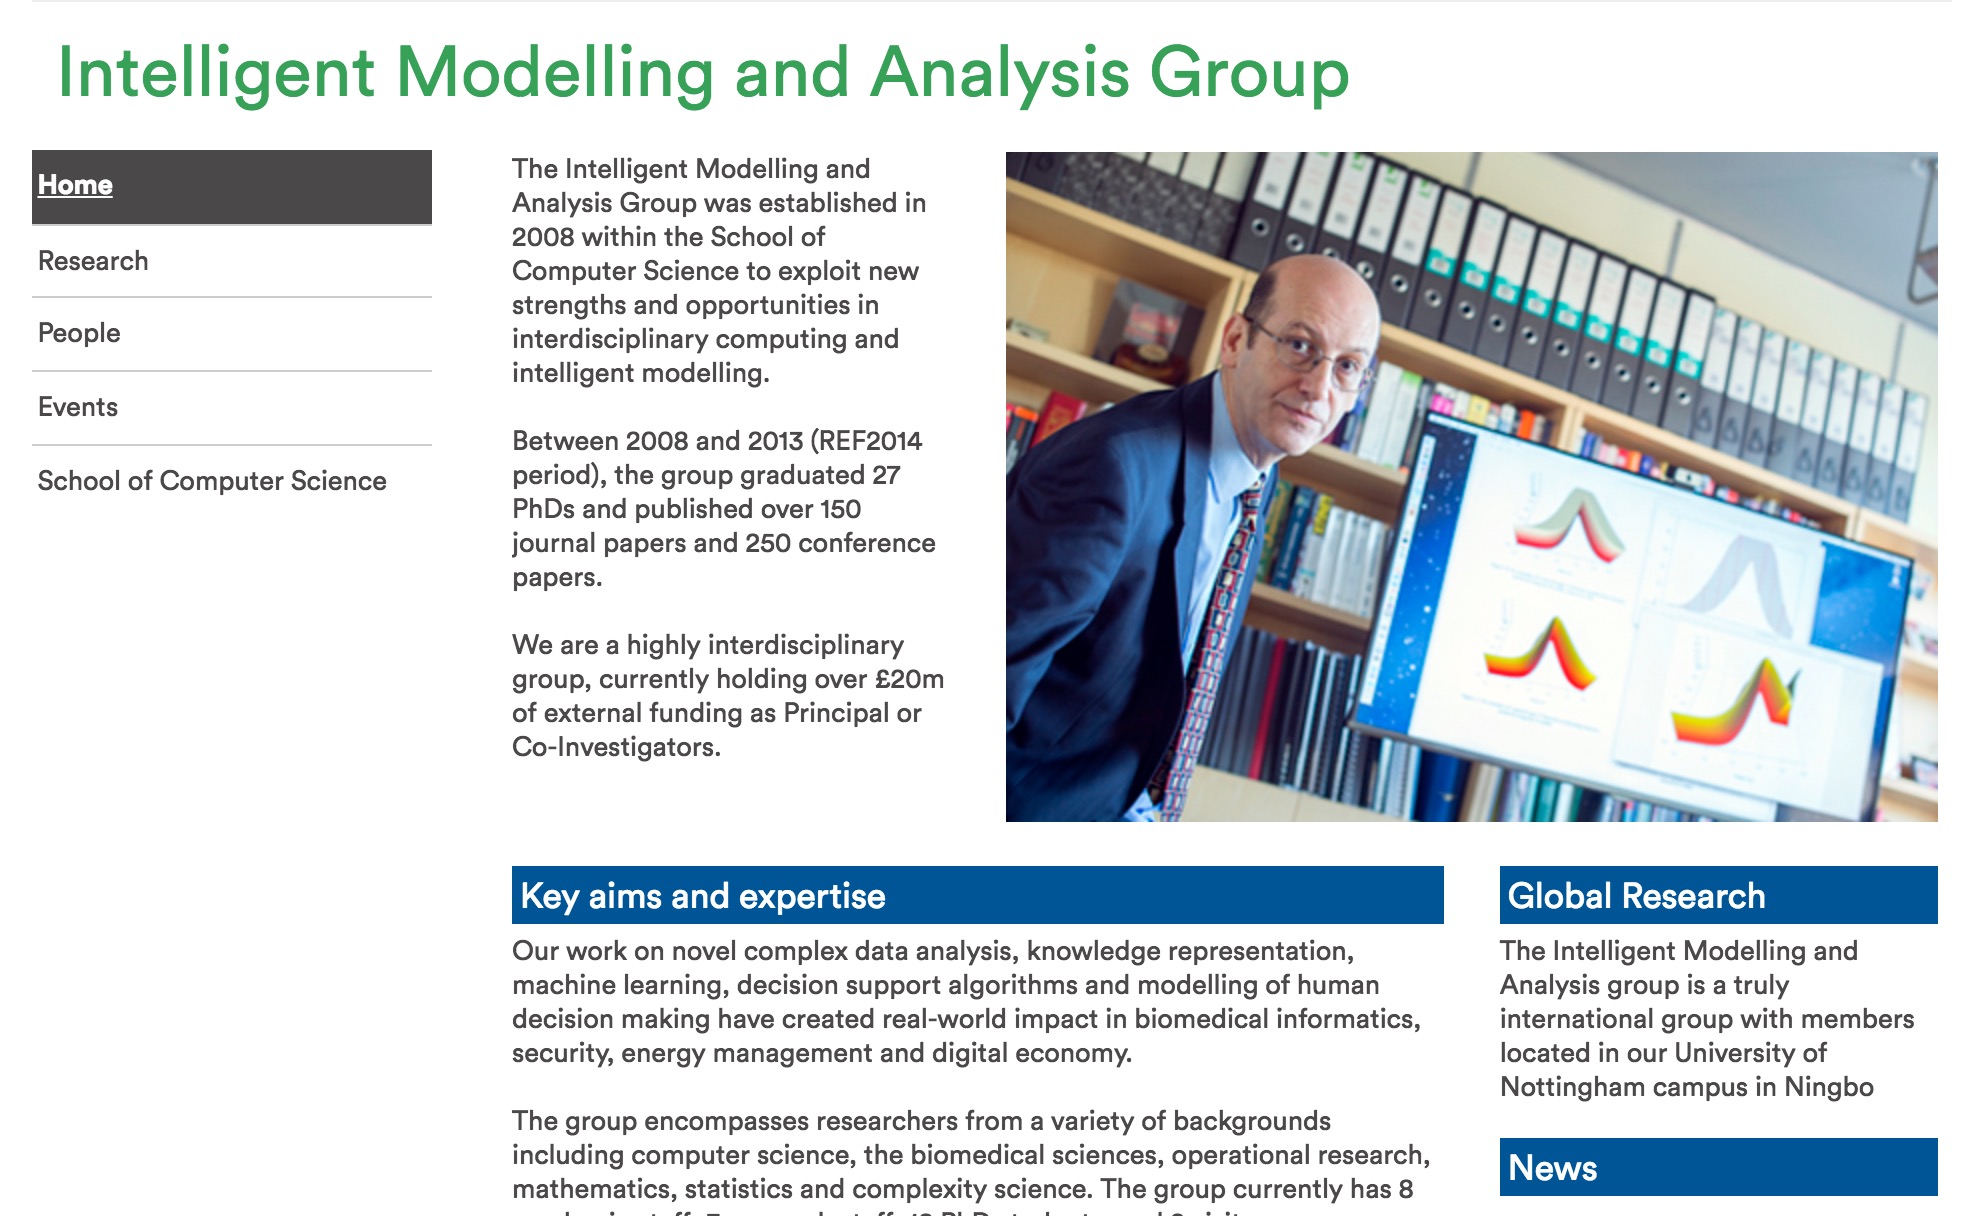 Intelligent Modelling and Analysis Group
Home
Research
People
Events
School of Computer Science
The Intelligent Modelling and
Analysis Group was established in
2008 within the School of
Computer Science to exploit new
strengths and opportunities in
interdisciplinary computing and
intelligent modelling.
Between 2008 and 2013 (REF2014
period), the group graduated 27
PhDs and published over 150
journal papers and 250 conference
papers.
We are a highly interdisciplinary
group, currently holding over £20m
of external funding as Principal or
Co-Investigators.
Key aims and expertise
Our work on novel complex data analysis, knowledge representation,
machine learning, decision support algorithms and modelling of human
decision making have created real-world impact in biomedical informatics,
security, energy management and digital economy.
The group encompasses researchers from a variety of backgrounds
including computer science, the biomedical sciences, operational research,
mathematics, statistics and complexity science. The group currently has 8
Global Research
The Intelligent Modelling and
Analysis group is a truly
international group with members
located in our University of
Nottingham campus in Ningbo
News